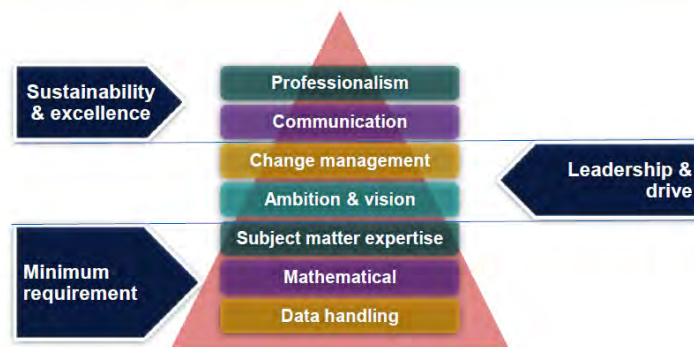 Sustainability
& excellence
Professionalism
Communication
Change management
Ambition & vision
Leadership &
drive
Subject matter expertise
Mathematical
Data handling
Minimum
requirement